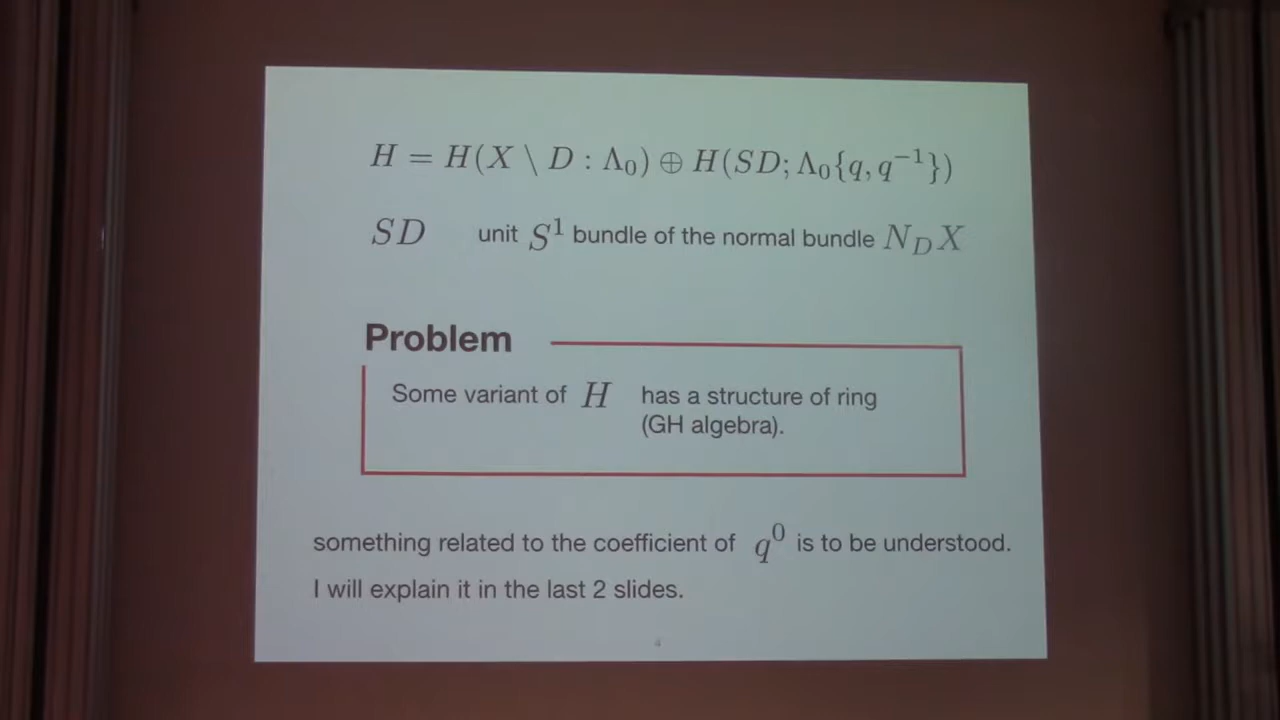 H = H(X \ D : Λ₀) ⊕ H(SD; Λ₀{q, q⁻¹})
SD unit S¹ bundle of the normal bundle N_D X
Problem
Some variant of H has a structure of ring
(GH algebra).
something related to the coefficient of q⁰ is to be understood.
I will explain it in the last 2 slides.
4